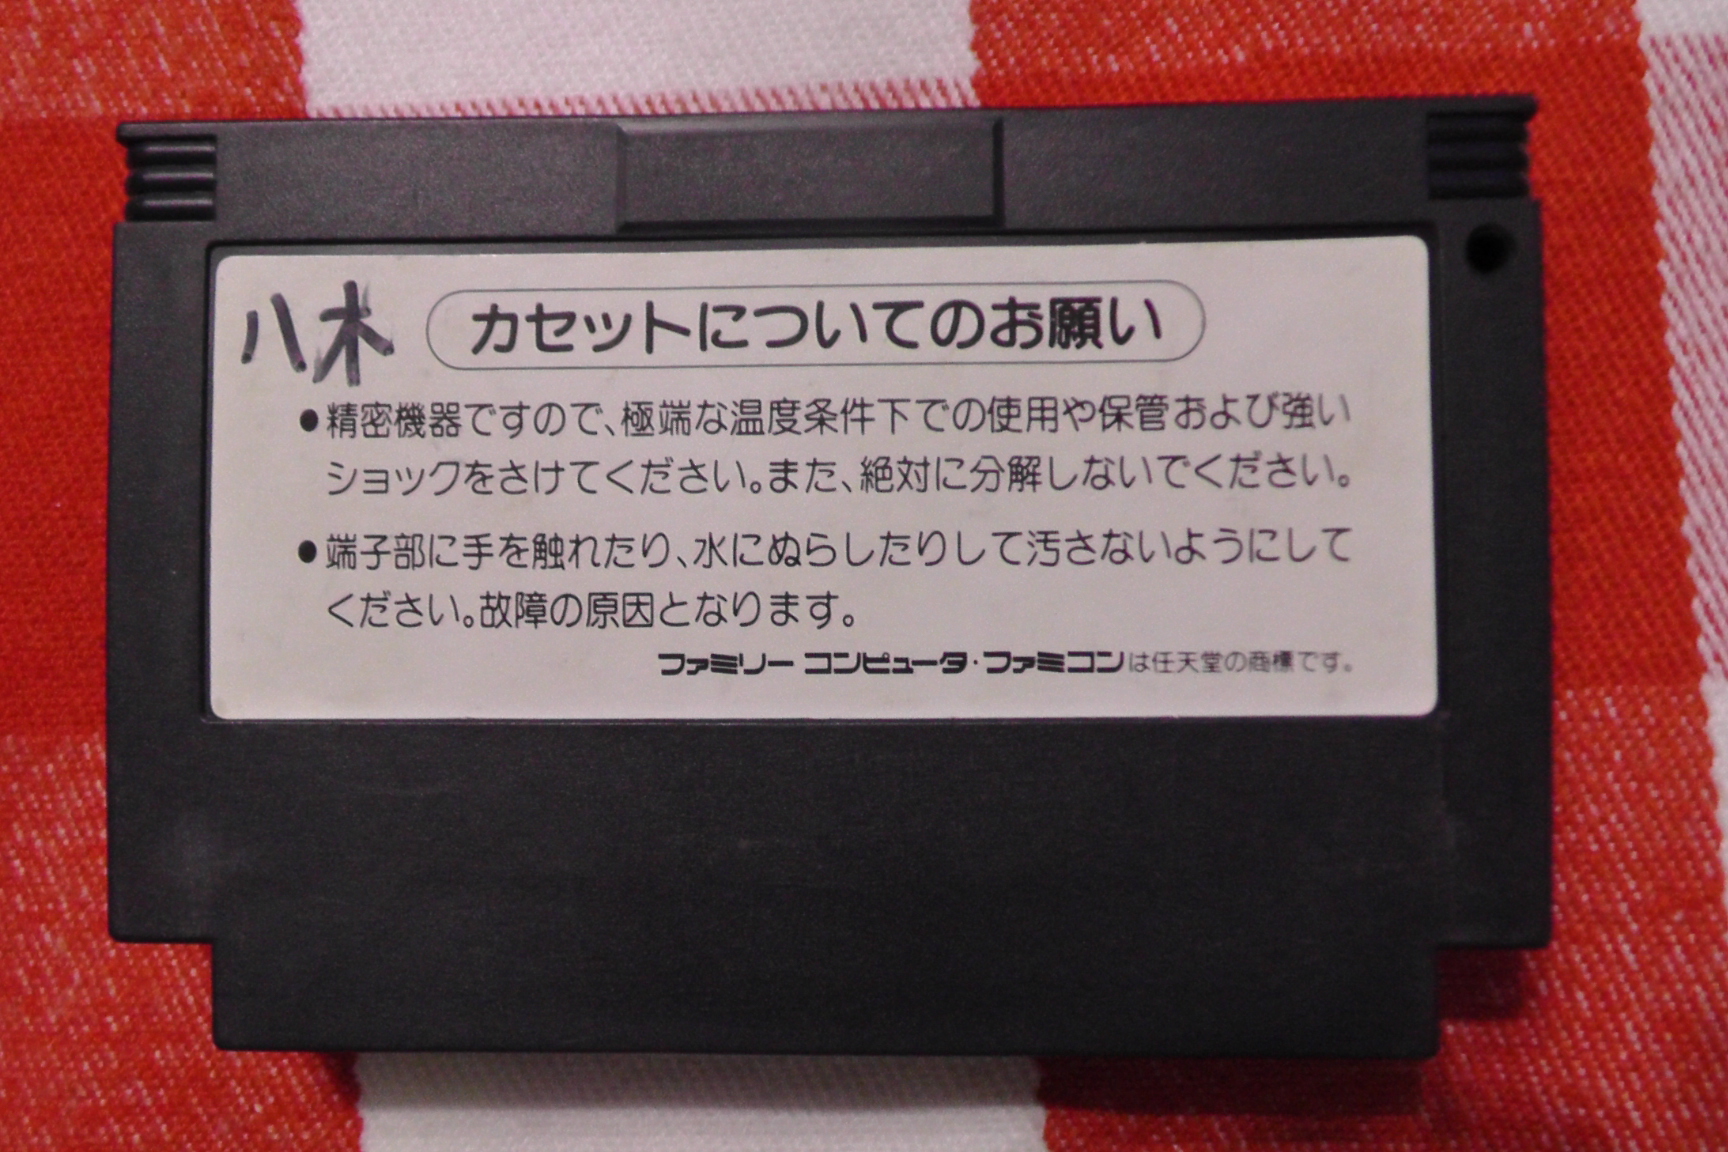 八木
カセットについてのお願い
●精密機器ですので、極端な温度条件下での使用や保管および強い
ショックをさけてください。また、絶対に分解しないでください。
●端子部に手を触れたり、水にぬらしたりして汚さないようにして
ください。故障の原因となります。
ファミリー コンピュータ・ファミコンは任天堂の商標です。